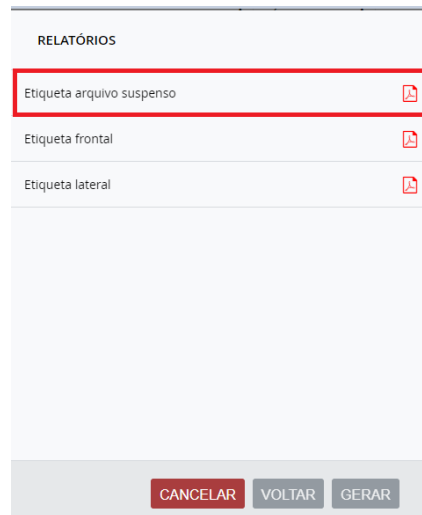 RELATÓRIOS
Etiqueta arquivo suspenso
Etiqueta frontal
Etiqueta lateral
CANCELAR VOLTAR GERAR